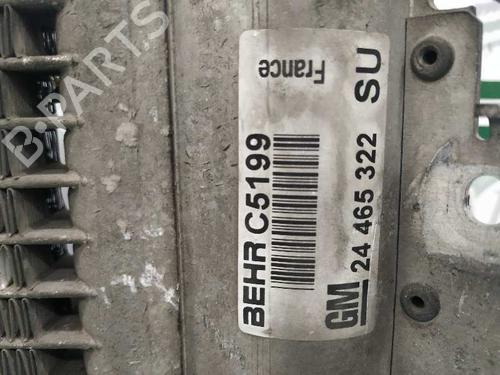 BEHR C5199 France
GM 24 465 322 SU
B-PARTS